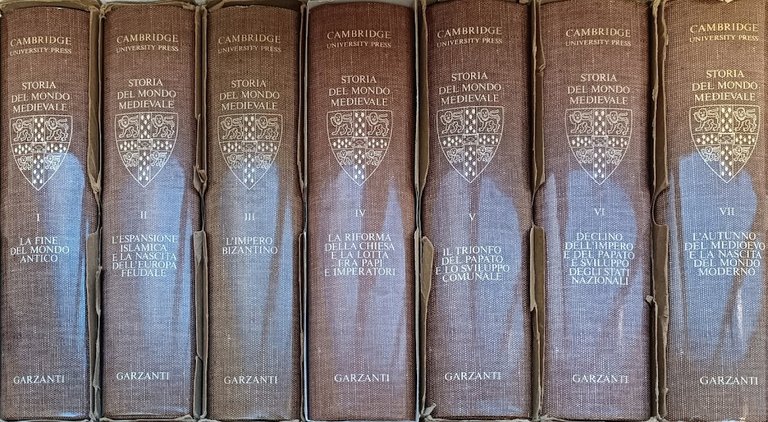 CAMBRIDGE
UNIVERSITY PRESS
STORIA
DEL MONDO
MEDIEVALE
I
LA FINE
DEL MONDO
ANTICO
GARZANTI
CAMBRIDGE
UNIVERSITY PRESS
STORIA
DEL MONDO
MEDIEVALE
II
L'ESPANSIONE
ISLAMICA
E LA NASCITA
DELL'EUROPA
FEUDALE
GARZANTI
CAMBRIDGE
UNIVERSITY PRESS
STORIA
DEL MONDO
MEDIEVALE
III
L'IMPERO
BIZANTINO
GARZANTI
CAMBRIDGE
UNIVERSITY PRESS
STORIA
DEL MONDO
MEDIEVALE
IV
LA RIFORMA
DELLA CHIESA
E LA LOTTA
FRA PAPI
E IMPERATORI
GARZANTI
CAMBRIDGE
UNIVERSITY PRESS
STORIA
DEL MONDO
MEDIEVALE
V
IL TRIONFO
DEL PAPATO
E LO SVILUPPO
COMUNALE
GARZANTI
CAMBRIDGE
UNIVERSITY PRESS
STORIA
DEL MONDO
MEDIEVALE
VI
DECLINO
DELL'IMPERO
E DEL PAPATO
E SVILUPPO
DEGLI STATI
NAZIONALI
GARZANTI
CAMBRIDGE
UNIVERSITY PRESS
STORIA
DEL MONDO
MEDIEVALE
VII
L'AUTUNNO
DEL MEDIOEVO
E LA NASCITA
DEL MONDO
MODERNO
GARZANTI